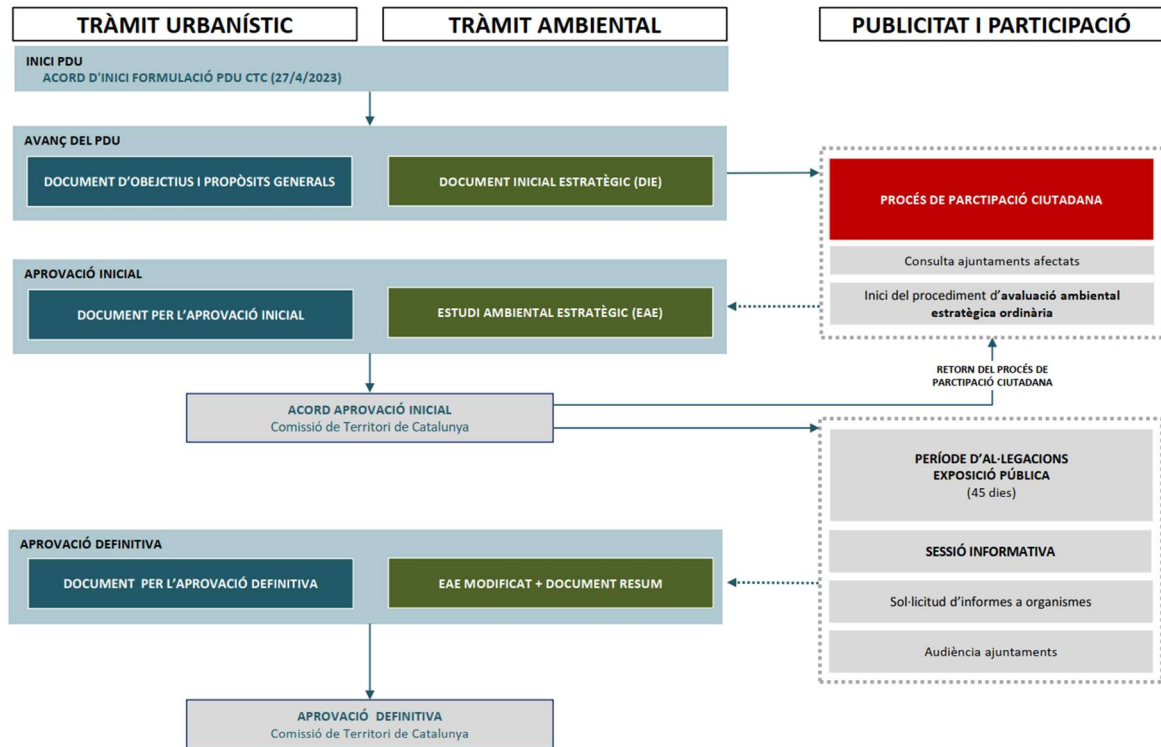 TRÀMIT URBANÍSTIC
TRÀMIT AMBIENTAL
PUBLICITAT I PARTICIPACIÓ
INICI PDU
ACORD D'INICI FORMULACIÓ PDU CTC (27/4/2023)
AVANÇ DEL PDU
DOCUMENT D'OBEJCTIUS I PROPÒSITS GENERALS
DOCUMENT INICIAL ESTRATÈGIC (DIE)
PROCÉS DE PARCTIPACIÓ CIUTADANA
Consulta ajuntaments afectats
Inici del procediment d'avaluació ambiental
estratègica ordinària
APROVACIÓ INICIAL
DOCUMENT PER L'APROVACIÓ INICIAL
ESTUDI AMBIENTAL ESTRATÈGIC (EAE)
RETORN DEL PROCÉS DE
PARCTIPACIÓ CIUTADANA
ACORD APROVACIÓ INICIAL
Comissió de Territori de Catalunya
PERÍODE D'AL·LEGACIONS
EXPOSICIÓ PÚBLICA
(45 dies)
SESSIÓ INFORMATIVA
Sol·licitud d'informes a organismes
Audiència ajuntaments
APROVACIÓ DEFINITIVA
DOCUMENT PER L'APROVACIÓ DEFINITIVA
EAE MODIFICAT + DOCUMENT RESUM
APROVACIÓ DEFINITIVA
Comissió de Territori de Catalunya